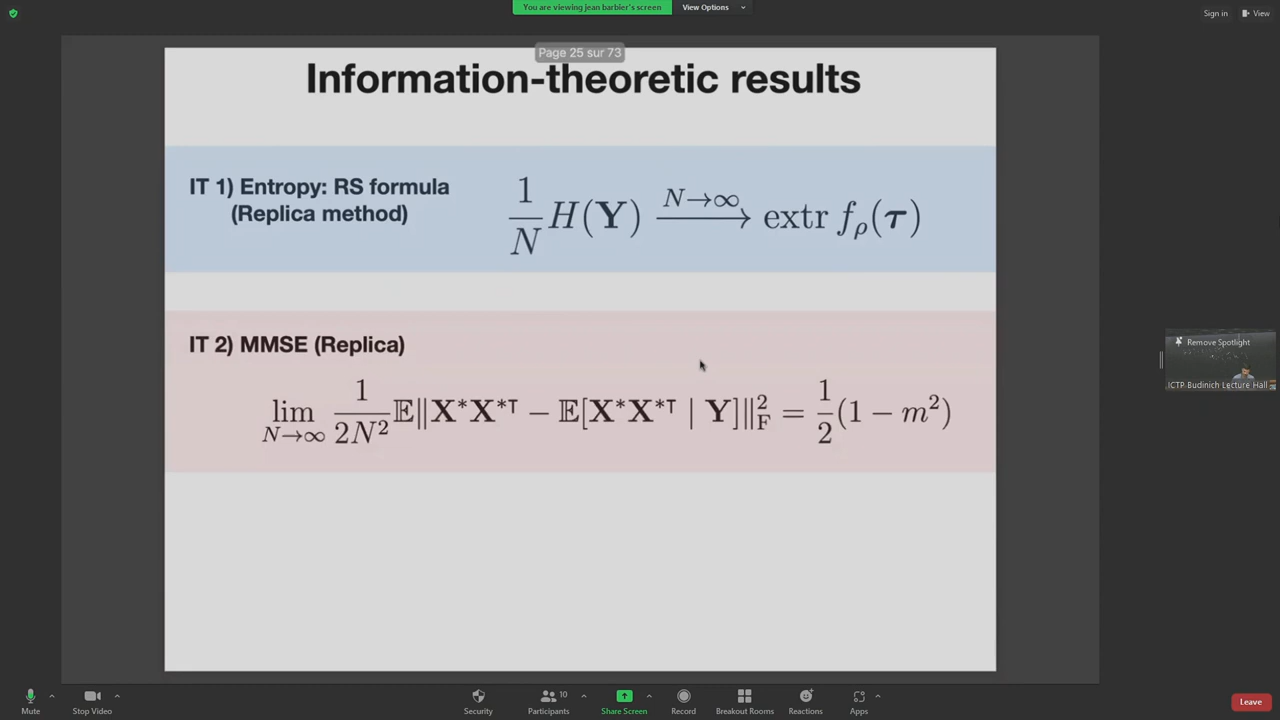 You are viewing jean barbier's screen
View Options
Sign in
View
Page 25 sur 73
Information-theoretic results
IT 1) Entropy: RS formula
(Replica method)
1/N H(Y) N→∞ ⟶ extr f_ρ(τ)
IT 2) MMSE (Replica)
lim N→∞ 1/2N² 𝔼‖X*X*⊺ − 𝔼[X*X*⊺ | Y]‖²_F = 1/2(1 − m²)
Remove Spotlight
ICTP Budinich Lecture Hall
Mute
Stop Video
Security
Participants
10
Share Screen
Record
Breakout Rooms
Reactions
Apps
Leave